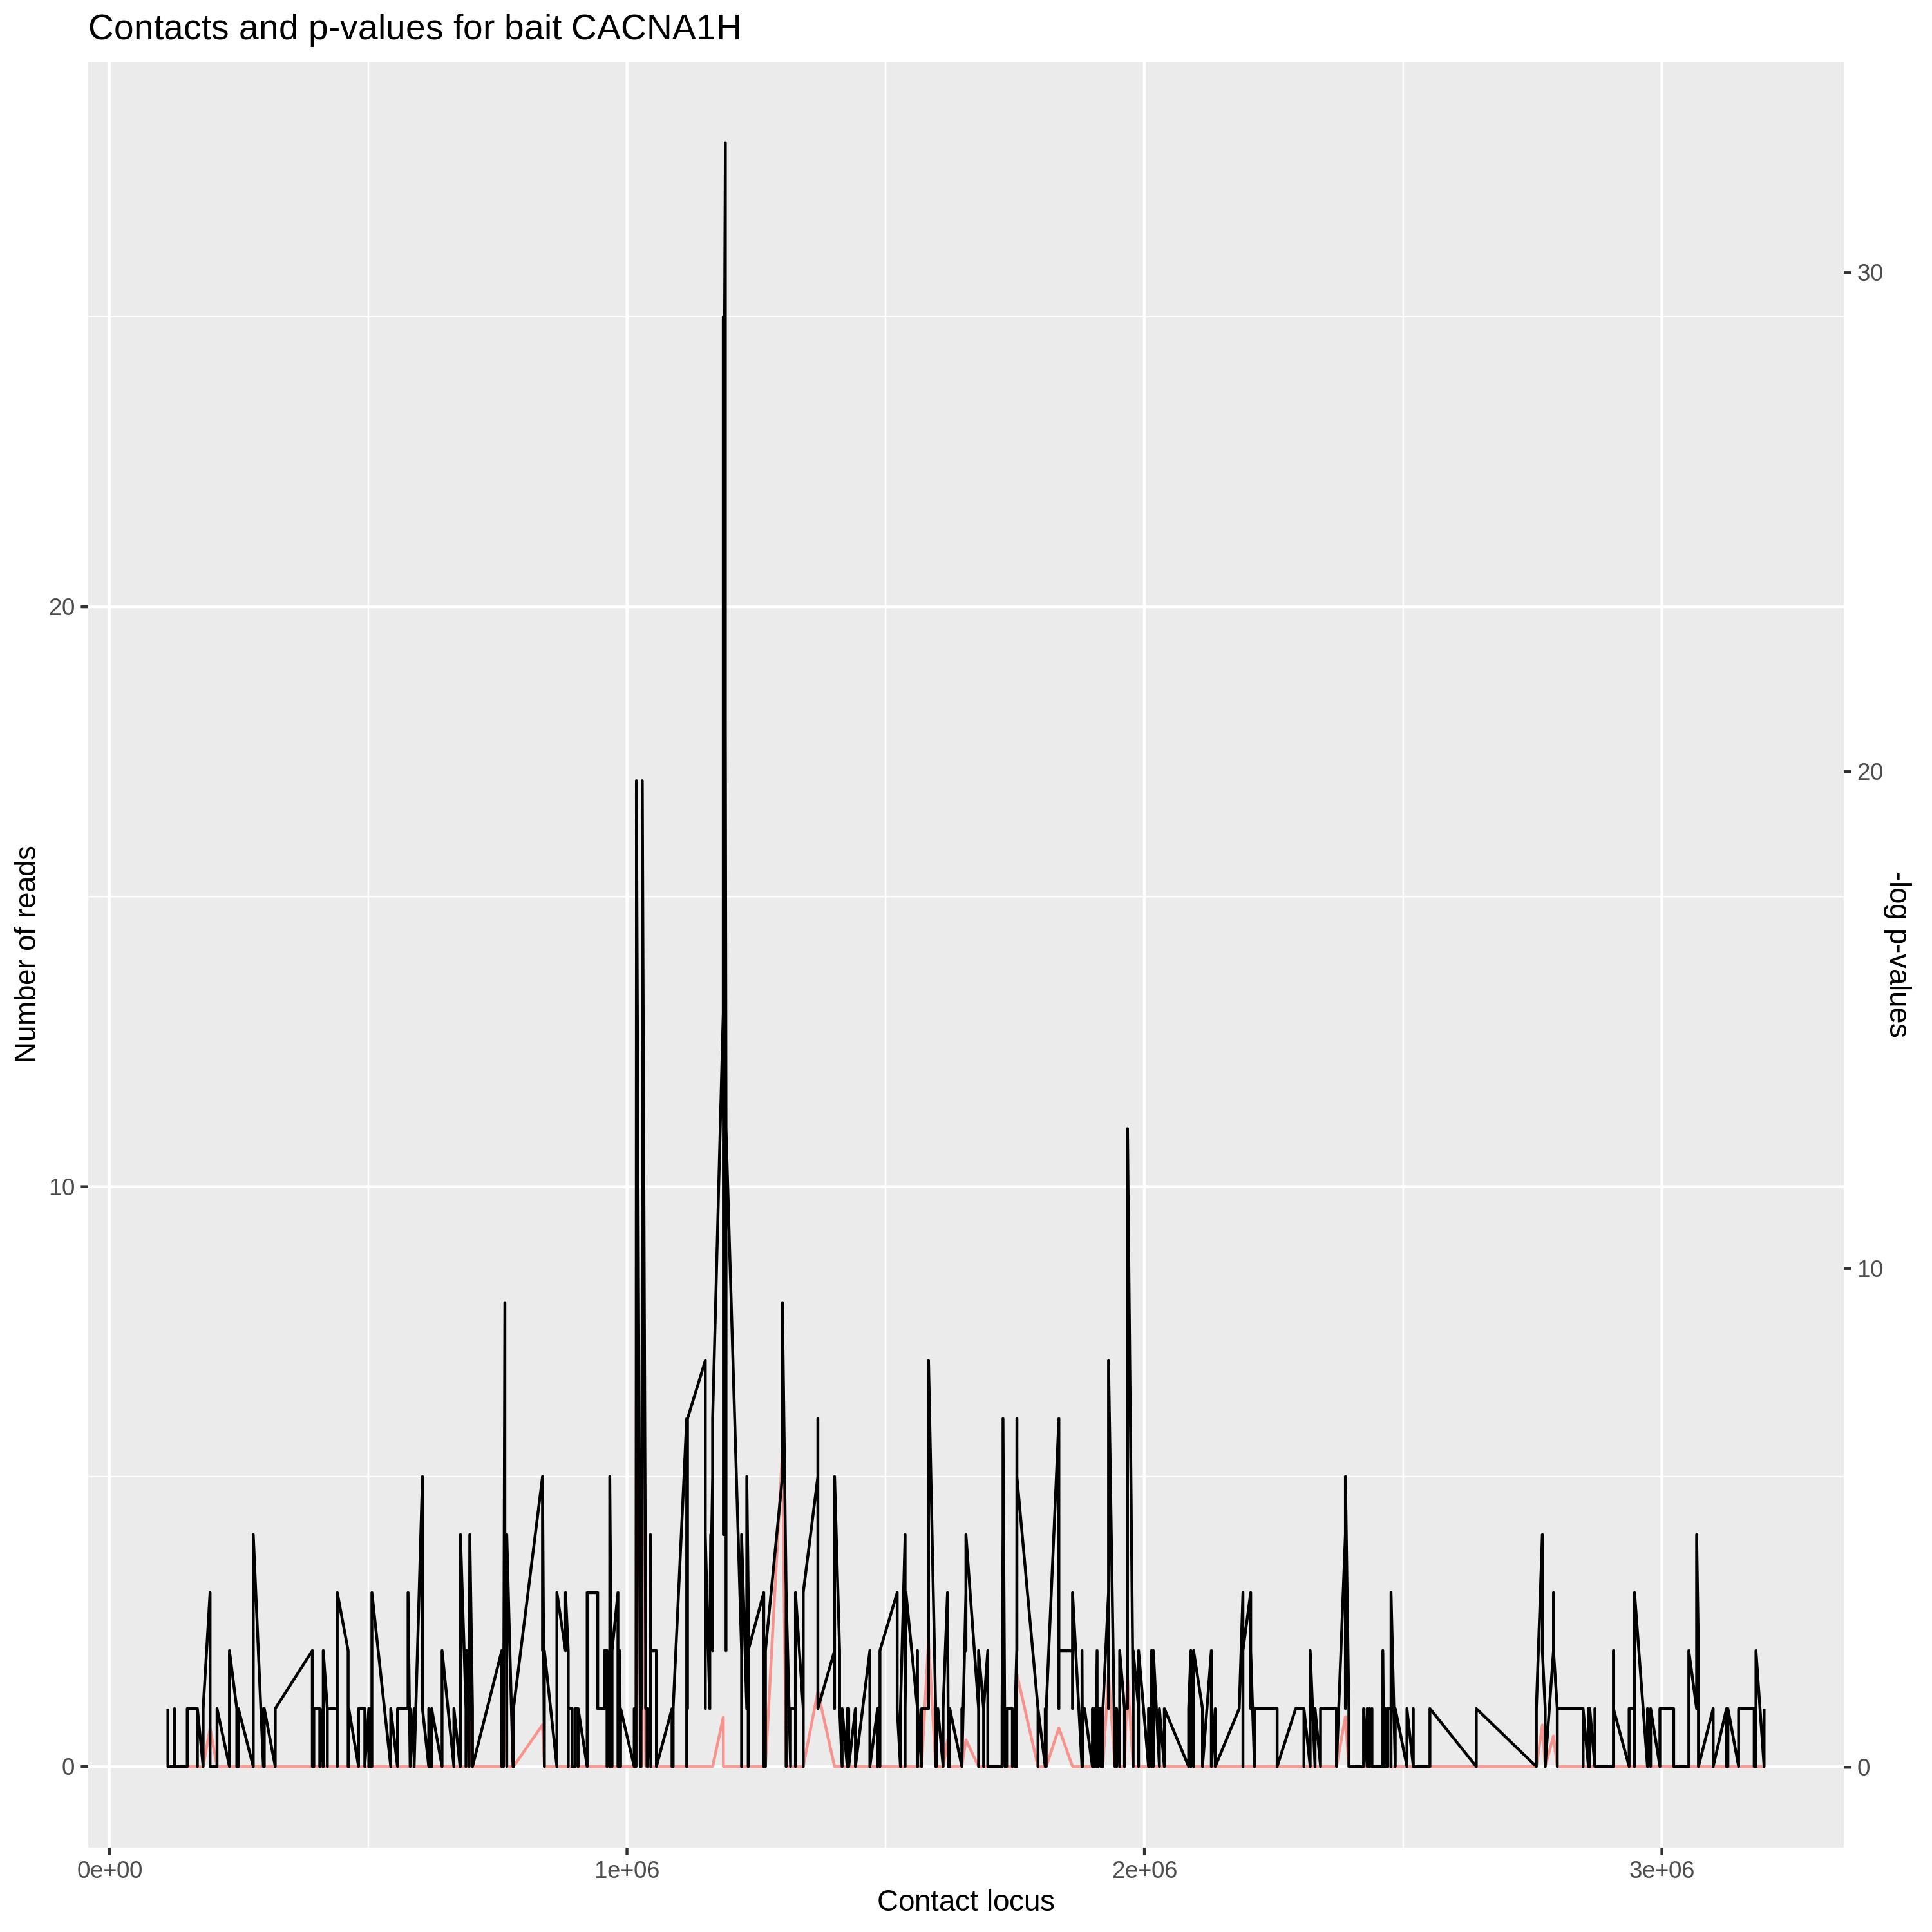 Contacts and p-values for bait CACNA1H
30
20
20
10
10
0
0
Number of reads
-log p-values
0e+00 1e+06 2e+06 3e+06
Contact locus